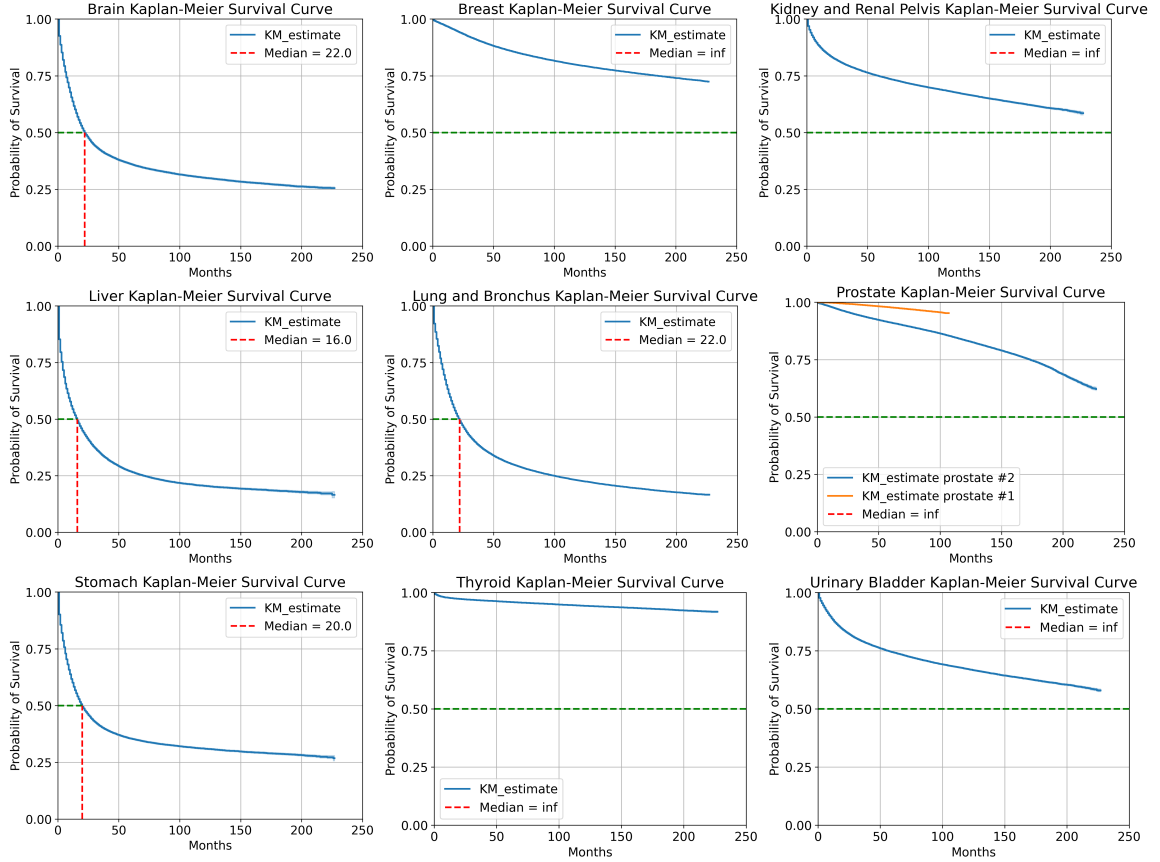 Brain Kaplan-Meier Survival Curve
Probability of Survival
1.00
0.75
0.50
0.25
0.00
KM_estimate
Median = 22.0
0 50 100 150 200 250
Months
Breast Kaplan-Meier Survival Curve
Probability of Survival
1.00
0.75
0.50
0.25
0.00
KM_estimate
Median = inf
0 50 100 150 200 250
Months
Kidney and Renal Pelvis Kaplan-Meier Survival Curve
Probability of Survival
1.00
0.75
0.50
0.25
0.00
KM_estimate
Median = inf
0 50 100 150 200 250
Months
Liver Kaplan-Meier Survival Curve
Probability of Survival
1.00
0.75
0.50
0.25
0.00
KM_estimate
Median = 16.0
0 50 100 150 200 250
Months
Lung and Bronchus Kaplan-Meier Survival Curve
Probability of Survival
1.00
0.75
0.50
0.25
0.00
KM_estimate
Median = 22.0
0 50 100 150 200 250
Months
Prostate Kaplan-Meier Survival Curve
Probability of Survival
1.00
0.75
0.50
0.25
0.00
KM_estimate prostate #2
KM_estimate prostate #1
Median = inf
0 50 100 150 200 250
Months
Stomach Kaplan-Meier Survival Curve
Probability of Survival
1.00
0.75
0.50
0.25
0.00
KM_estimate
Median = 20.0
0 50 100 150 200 250
Months
Thyroid Kaplan-Meier Survival Curve
Probability of Survival
1.00
0.75
0.50
0.25
0.00
KM_estimate
Median = inf
0 50 100 150 200 250
Months
Urinary Bladder Kaplan-Meier Survival Curve
Probability of Survival
1.00
0.75
0.50
0.25
0.00
KM_estimate
Median = inf
0 50 100 150 200 250
Months